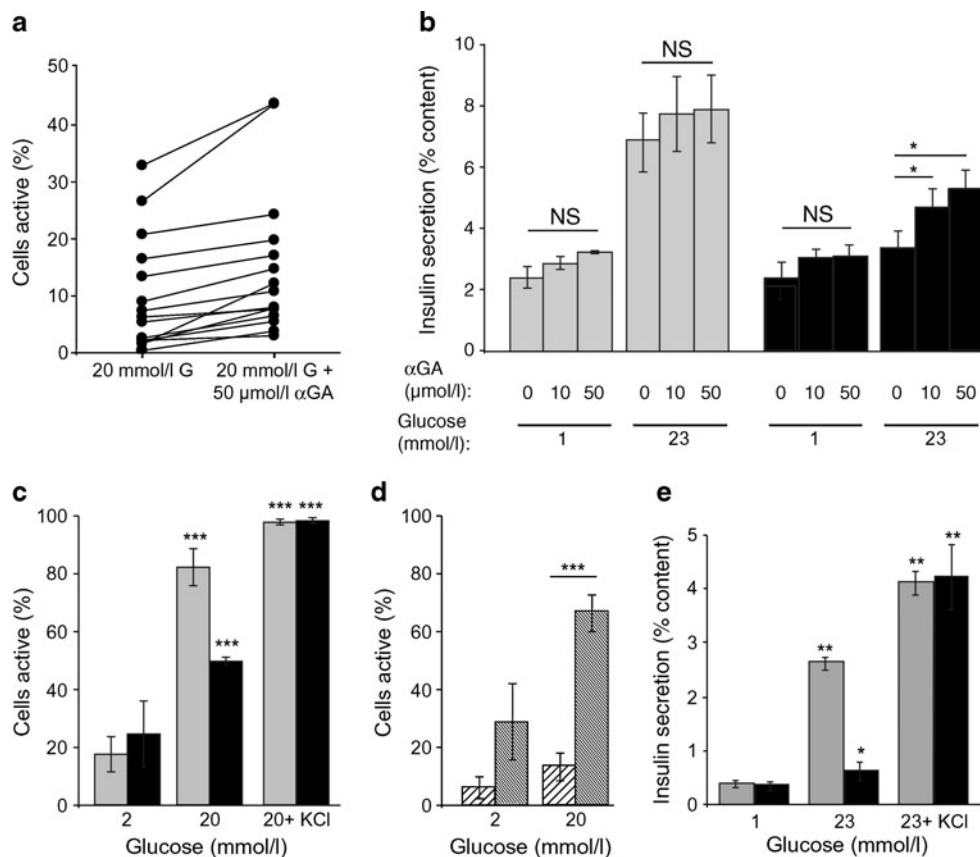 a
50
40
30
20
10
0
Cells active (%)
20 mmol/l G
20 mmol/l G +
50 µmol/l αGA
b
10
8
6
4
2
0
Insulin secretion (% content)
NS
NS
NS
*
*
αGA
(µmol/l):
0 10 50 0 10 50 0 10 50 0 10 50
Glucose
(mmol/l):
1 23 1 23
c
100
80
60
40
20
0
Cells active (%)
***
***
*** ***
2 20 20+ KCl
Glucose (mmol/l)
d
100
80
60
40
20
0
Cells active (%)
***
2 20
Glucose (mmol/l)
e
5
4
3
2
1
0
Insulin secretion (% content)
**
*
**
**
1 23 23+ KCl
Glucose (mmol/l)